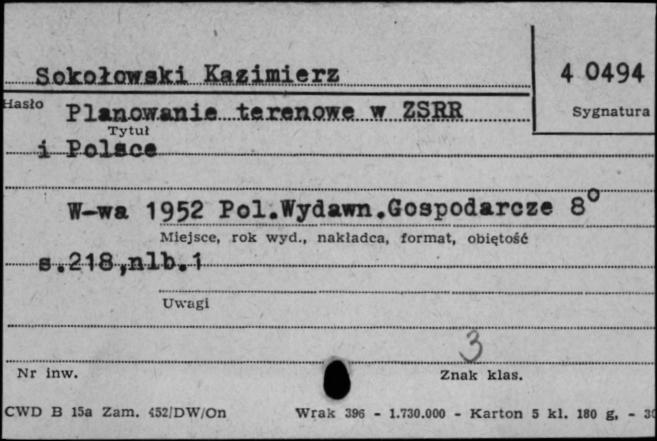 Sokołowski Kazimierz
4 0494
Hasło
Sygnatura
Planowanie terenowe w ZSRR
Tytuł
i Polsce
W-wa 1952 Pol.Wydawn.Gospodarcze 8°
Miejsce, rok wyd., nakładca, format, objętość
s.218,nlb.1
Uwagi
3
Nr inw.
Znak klas.
CWD B 15a Zam. 452/DW/On Wrak 396 - 1.730.000 - Karton 5 kl. 180 g, - 30